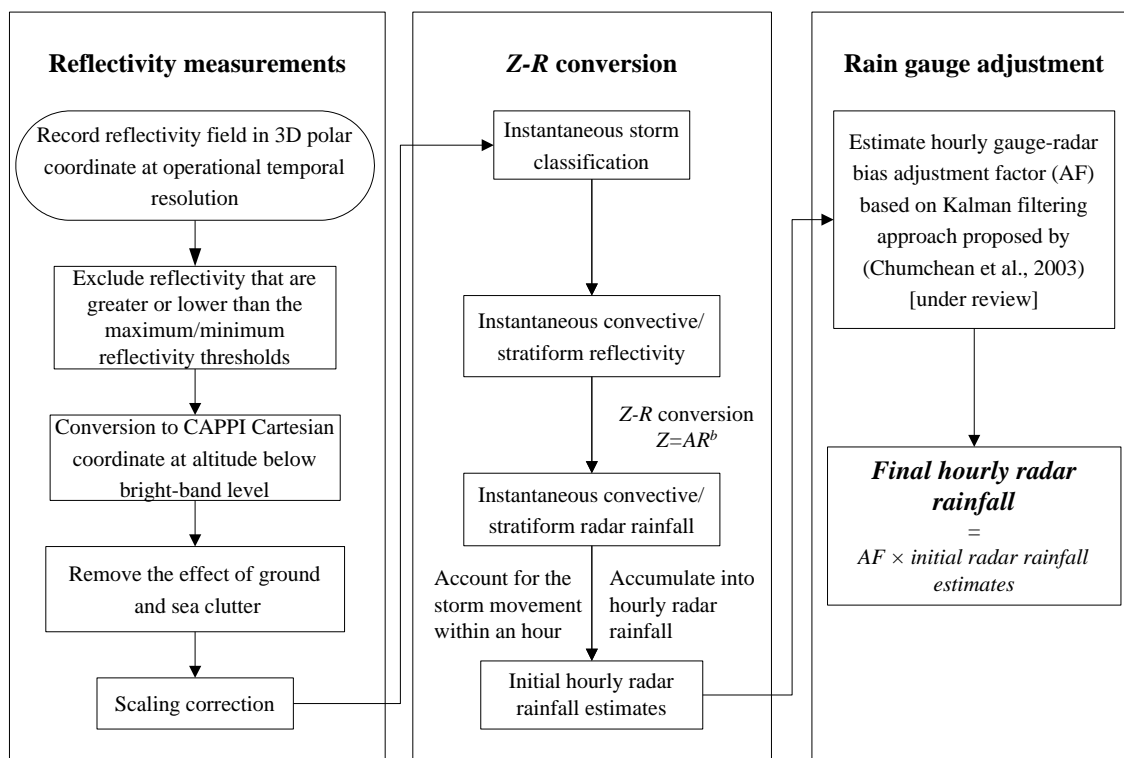 Reflectivity measurements
Record reflectivity field in 3D polar
coordinate at operational temporal
resolution
Exclude reflectivity that are
greater or lower than the
maximum/minimum
reflectivity thresholds
Conversion to CAPPI Cartesian
coordinate at altitude below
bright-band level
Remove the effect of ground
and sea clutter
Scaling correction
Z-R conversion
Instantaneous storm
classification
Instantaneous convective/
stratiform reflectivity
Z-R conversion
Z=AR^b
Instantaneous convective/
stratiform radar rainfall
Account for the
storm movement
within an hour
Accumulate into
hourly radar
rainfall
Initial hourly radar
rainfall estimates
Rain gauge adjustment
Estimate hourly gauge-radar
bias adjustment factor (AF)
based on Kalman filtering
approach proposed by
(Chumchean et al., 2003)
[under review]
Final hourly radar
rainfall
=
AF × initial radar rainfall
estimates